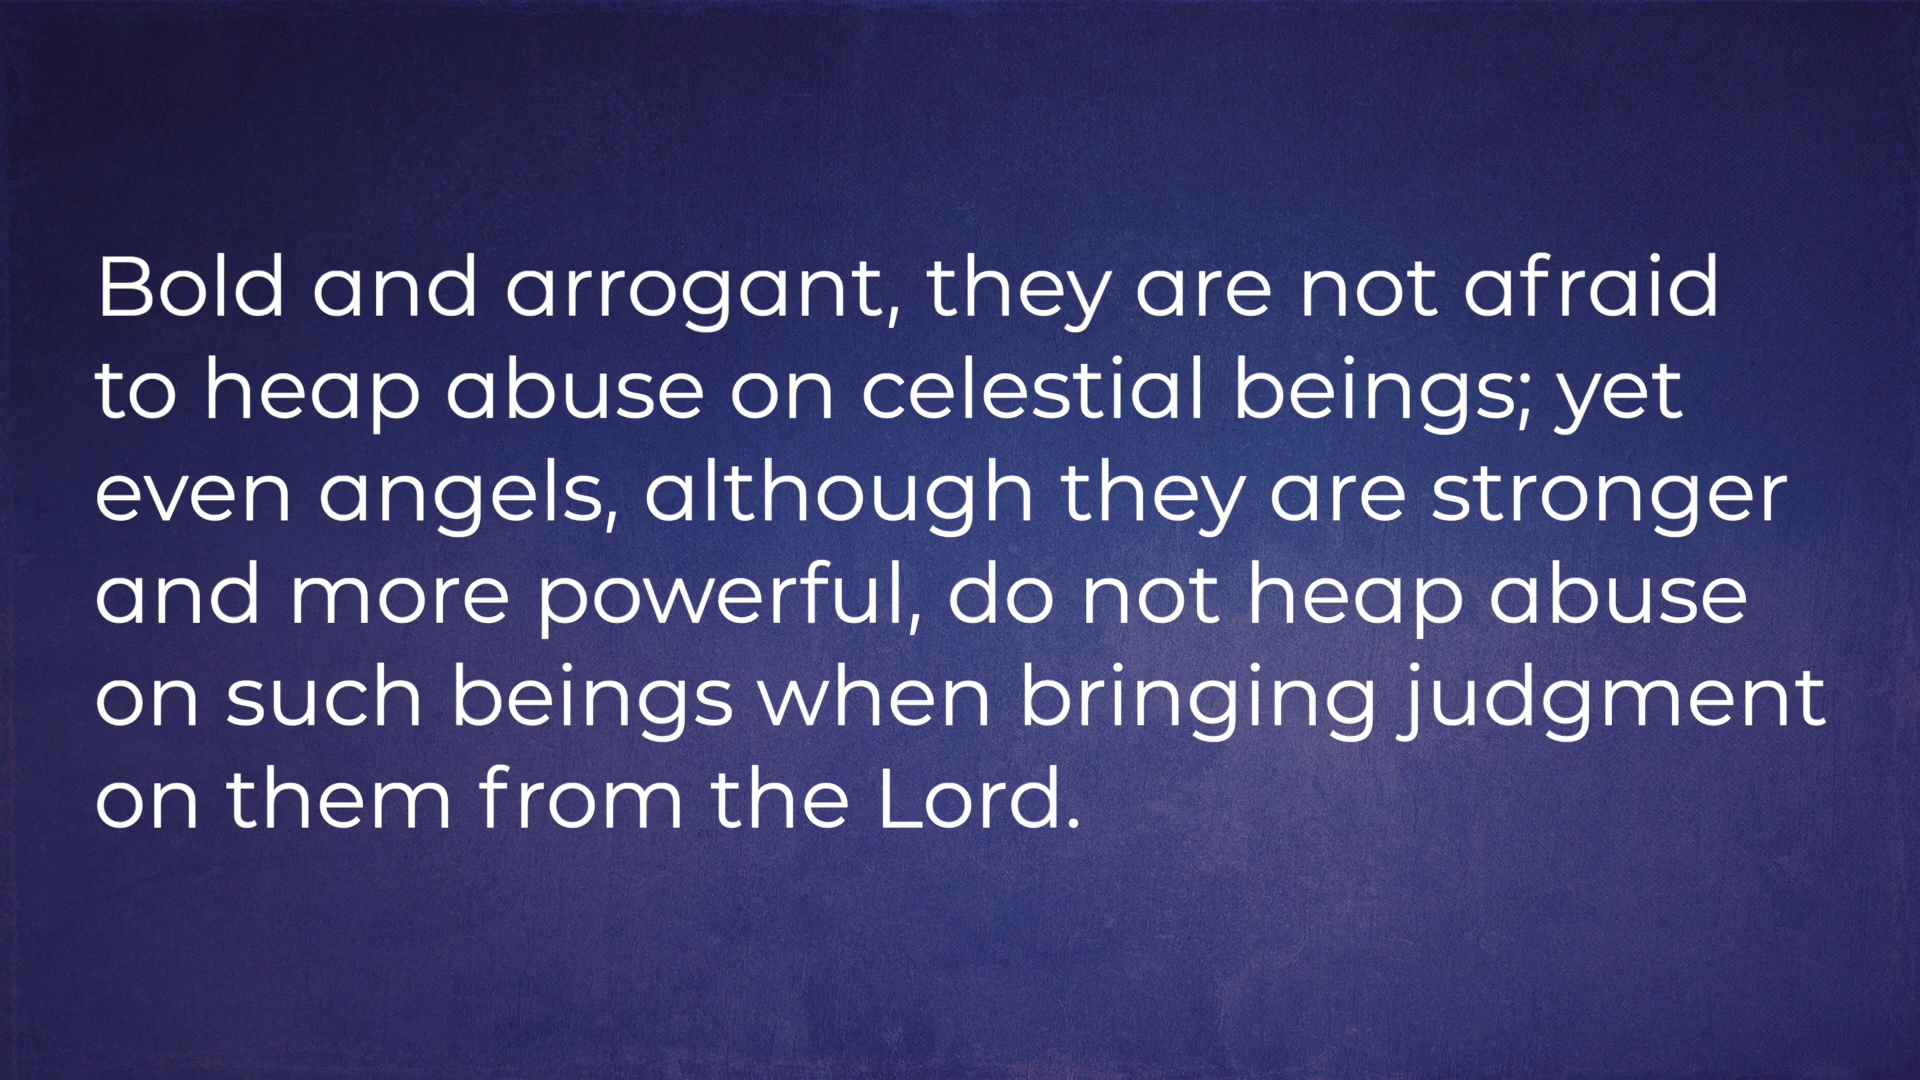 Bold and arrogant, they are not afraid
to heap abuse on celestial beings; yet
even angels, although they are stronger
and more powerful, do not heap abuse
on such beings when bringing judgment
on them from the Lord.